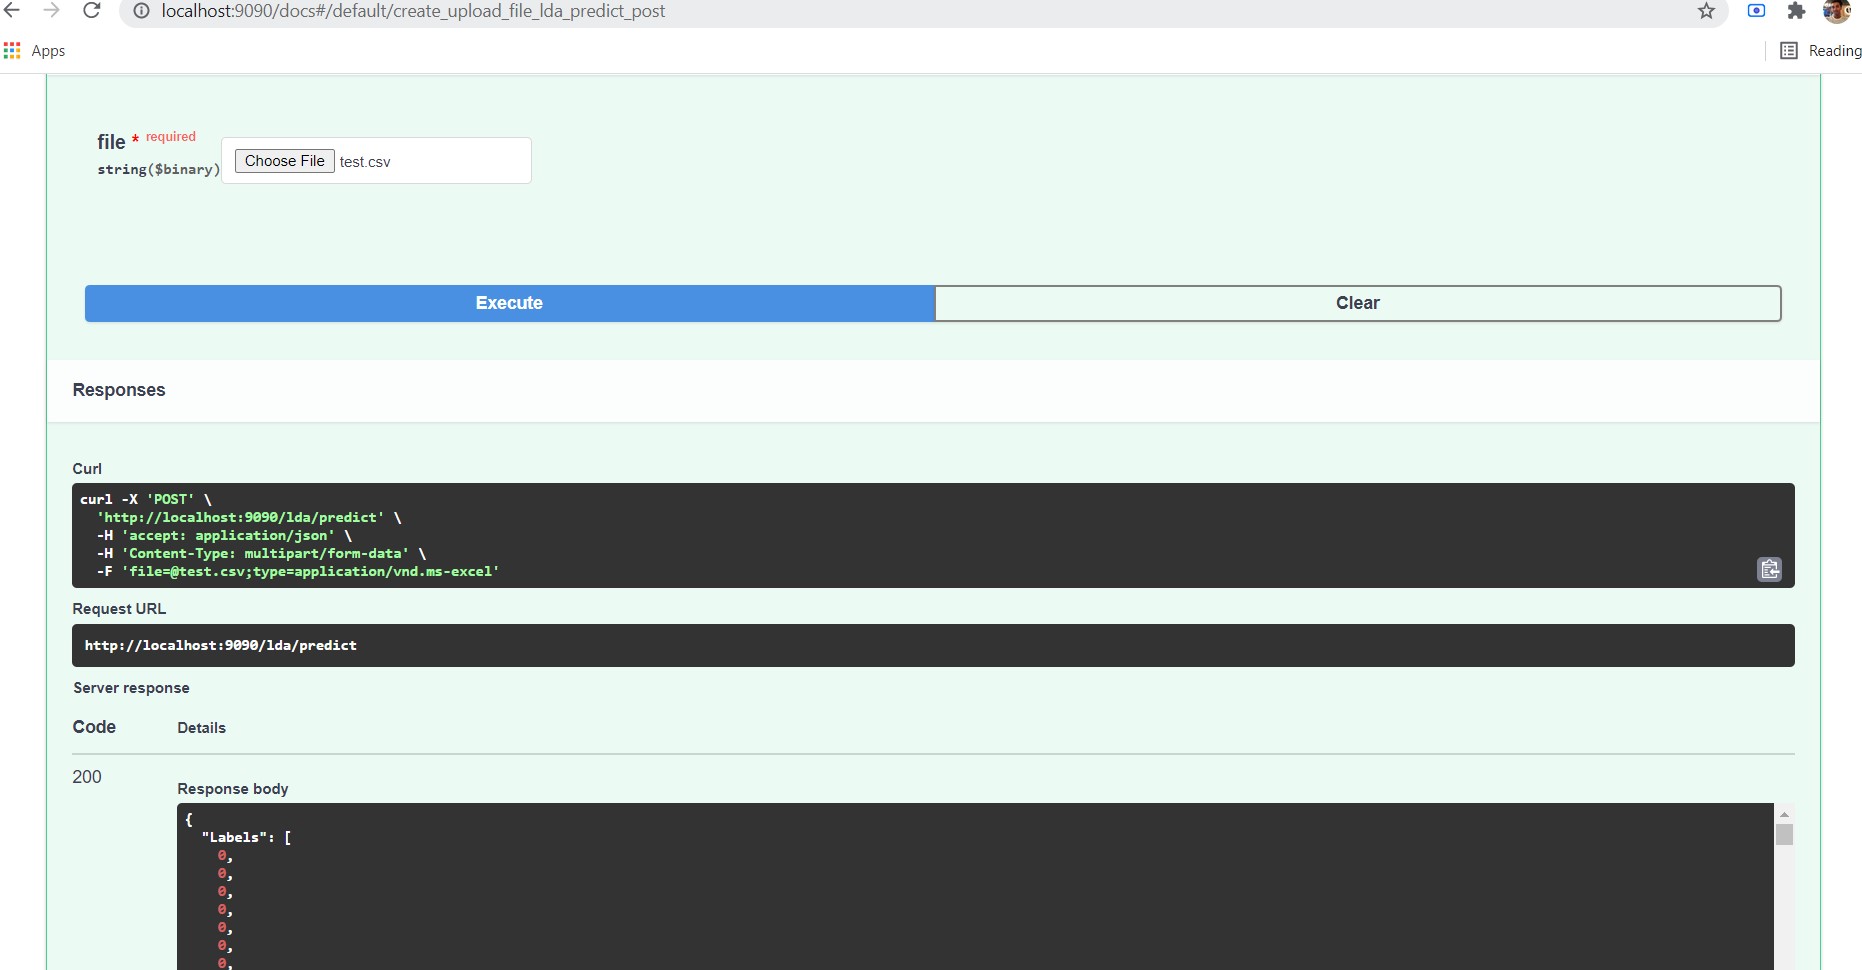 localhost:9090/docs#/default/create_upload_file_lda_predict_post
Apps
Reading
file * required
string($binary)
Choose File test.csv
Execute
Clear
Responses
Curl
curl -X 'POST' \
'http://localhost:9090/lda/predict' \
-H 'accept: application/json' \
-H 'Content-Type: multipart/form-data' \
-F 'file=@test.csv;type=application/vnd.ms-excel'
Request URL
http://localhost:9090/lda/predict
Server response
Code Details
200
Response body
{
"Labels": [
0,
0,
0,
0,
0,
0,
0,